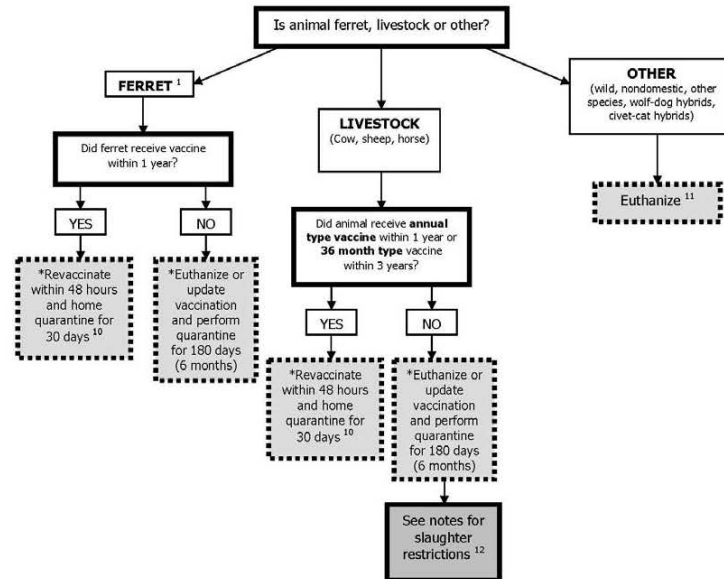 Is animal ferret, livestock or other?
FERRET 1
Did ferret receive vaccine
within 1 year?
YES
NO
*Revaccinate
within 48 hours
and home
quarantine for
30 days 10
*Euthanize or
update
vaccination
and perform
quarantine
for 180 days
(6 months)
LIVESTOCK
(Cow, sheep, horse)
Did animal receive annual
type vaccine within 1 year or
36 month type vaccine
within 3 years?
YES
NO
*Revaccinate
within 48 hours
and home
quarantine for
30 days 10
*Euthanize or
update
vaccination
and perform
quarantine
for 180 days
(6 months)
See notes for
slaughter
restrictions 12
OTHER
(wild, nondomestic, other
species, wolf-dog hybrids,
civet-cat hybrids)
Euthanize 11